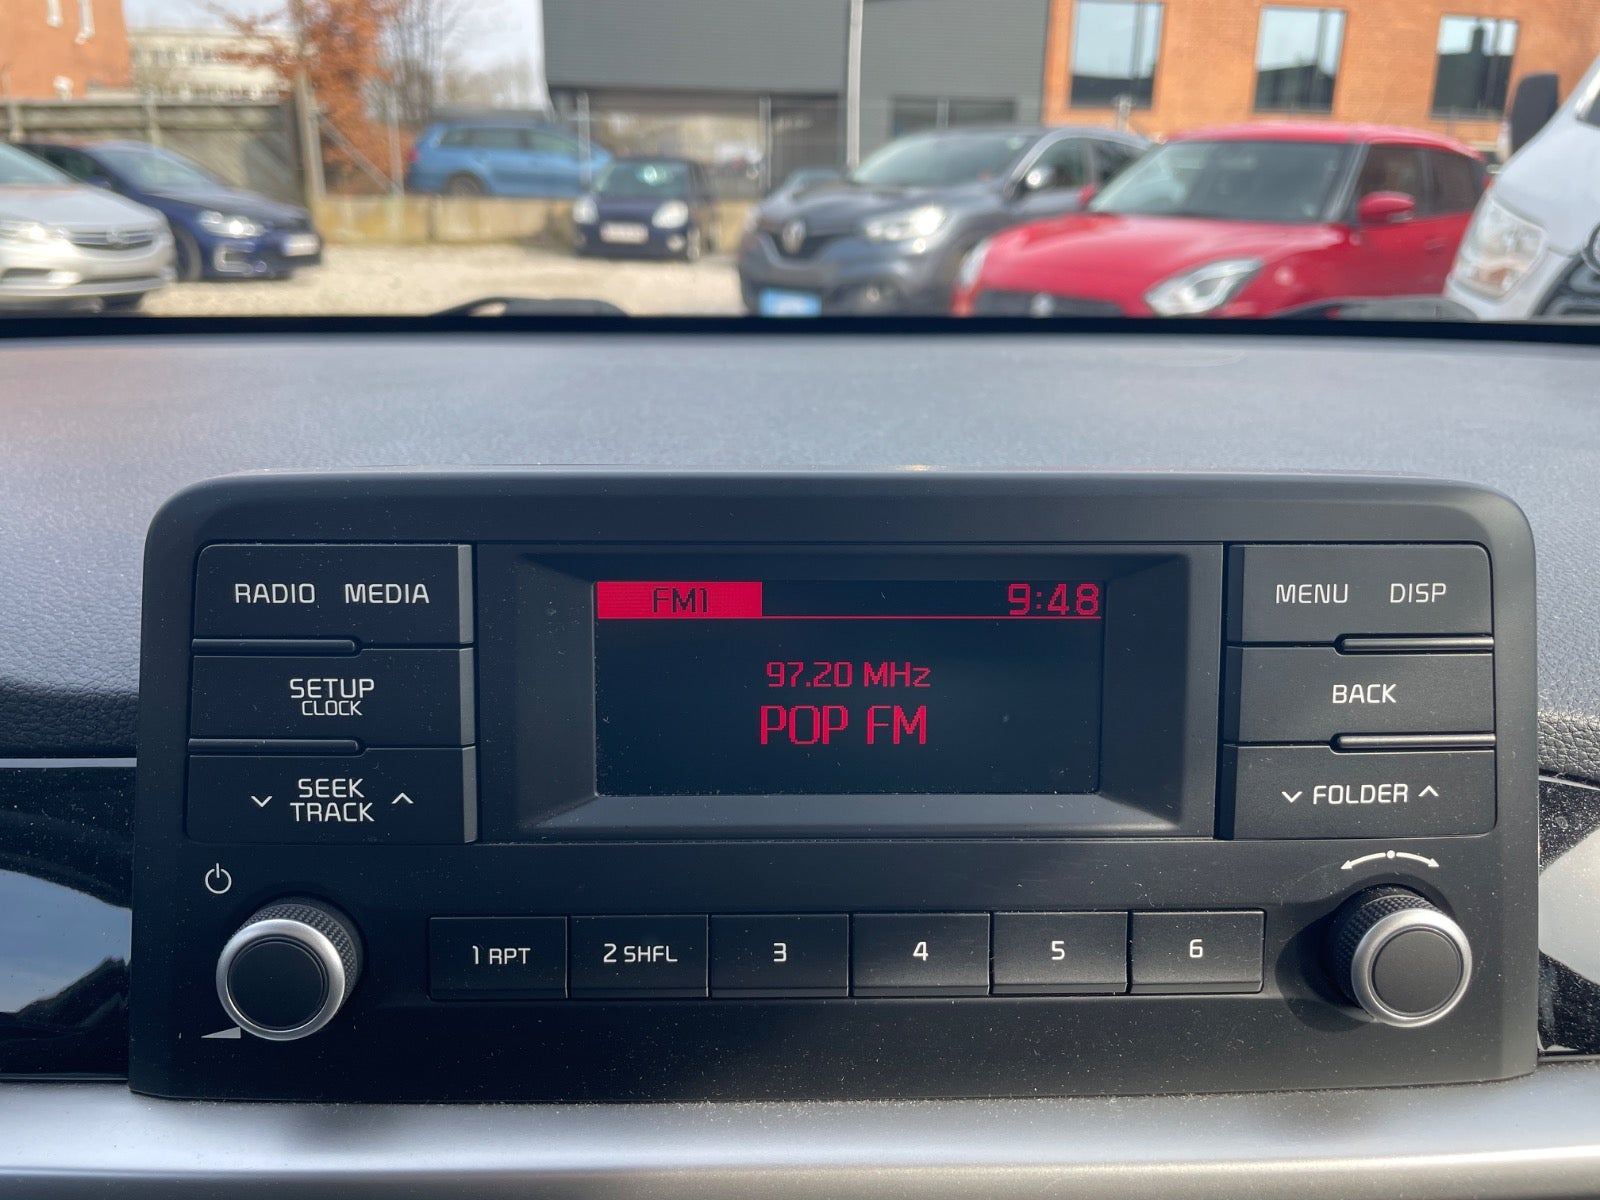 FM1 9:48
97.20 MHz
POP FM
RADIO MEDIA
SETUP
CLOCK
SEEK
TRACK
MENU DISP
BACK
FOLDER
1 RPT 2 SHFL 3 4 5 6